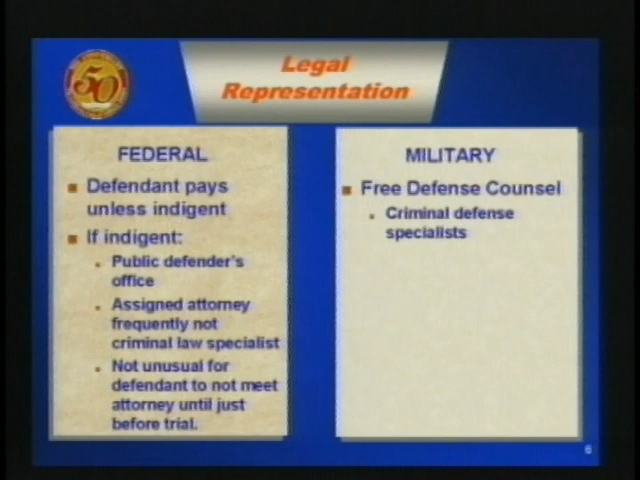 Legal
Representation
50
FEDERAL
Defendant pays
unless indigent
If indigent:
Public defender's
office
Assigned attorney
frequently not
criminal law specialist
Not unusual for
defendant to not meet
attorney until just
before trial.
MILITARY
Free Defense Counsel
Criminal defense
specialists
6